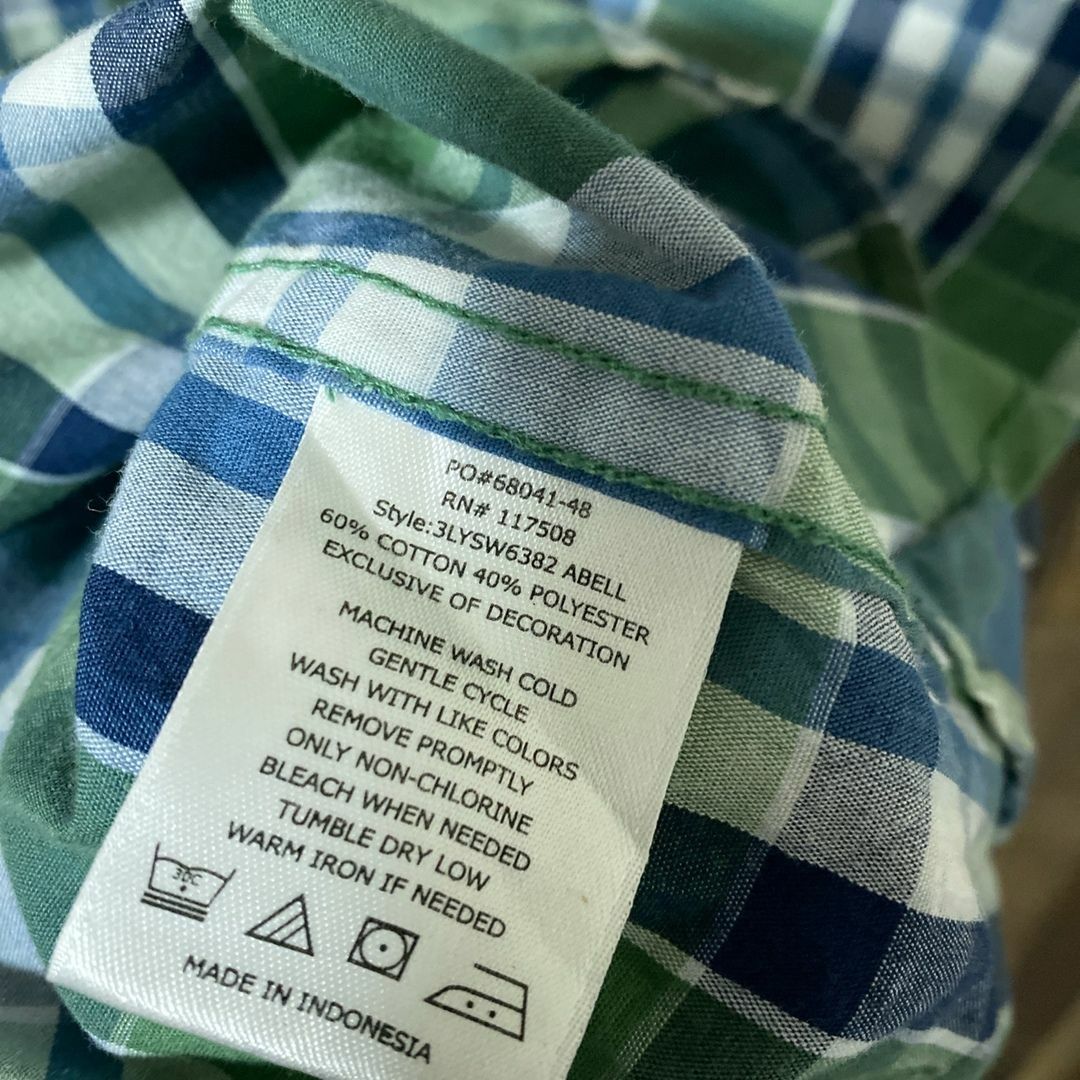 PO#68041-48
RN# 117508
Style:3LYSW6382 ABELL
60% COTTON 40% POLYESTER
EXCLUSIVE OF DECORATION
MACHINE WASH COLD
GENTLE CYCLE
WASH WITH LIKE COLORS
REMOVE PROMPTLY
ONLY NON-CHLORINE
BLEACH WHEN NEEDED
TUMBLE DRY LOW
WARM IRON IF NEEDED
30C
MADE IN INDONESIA